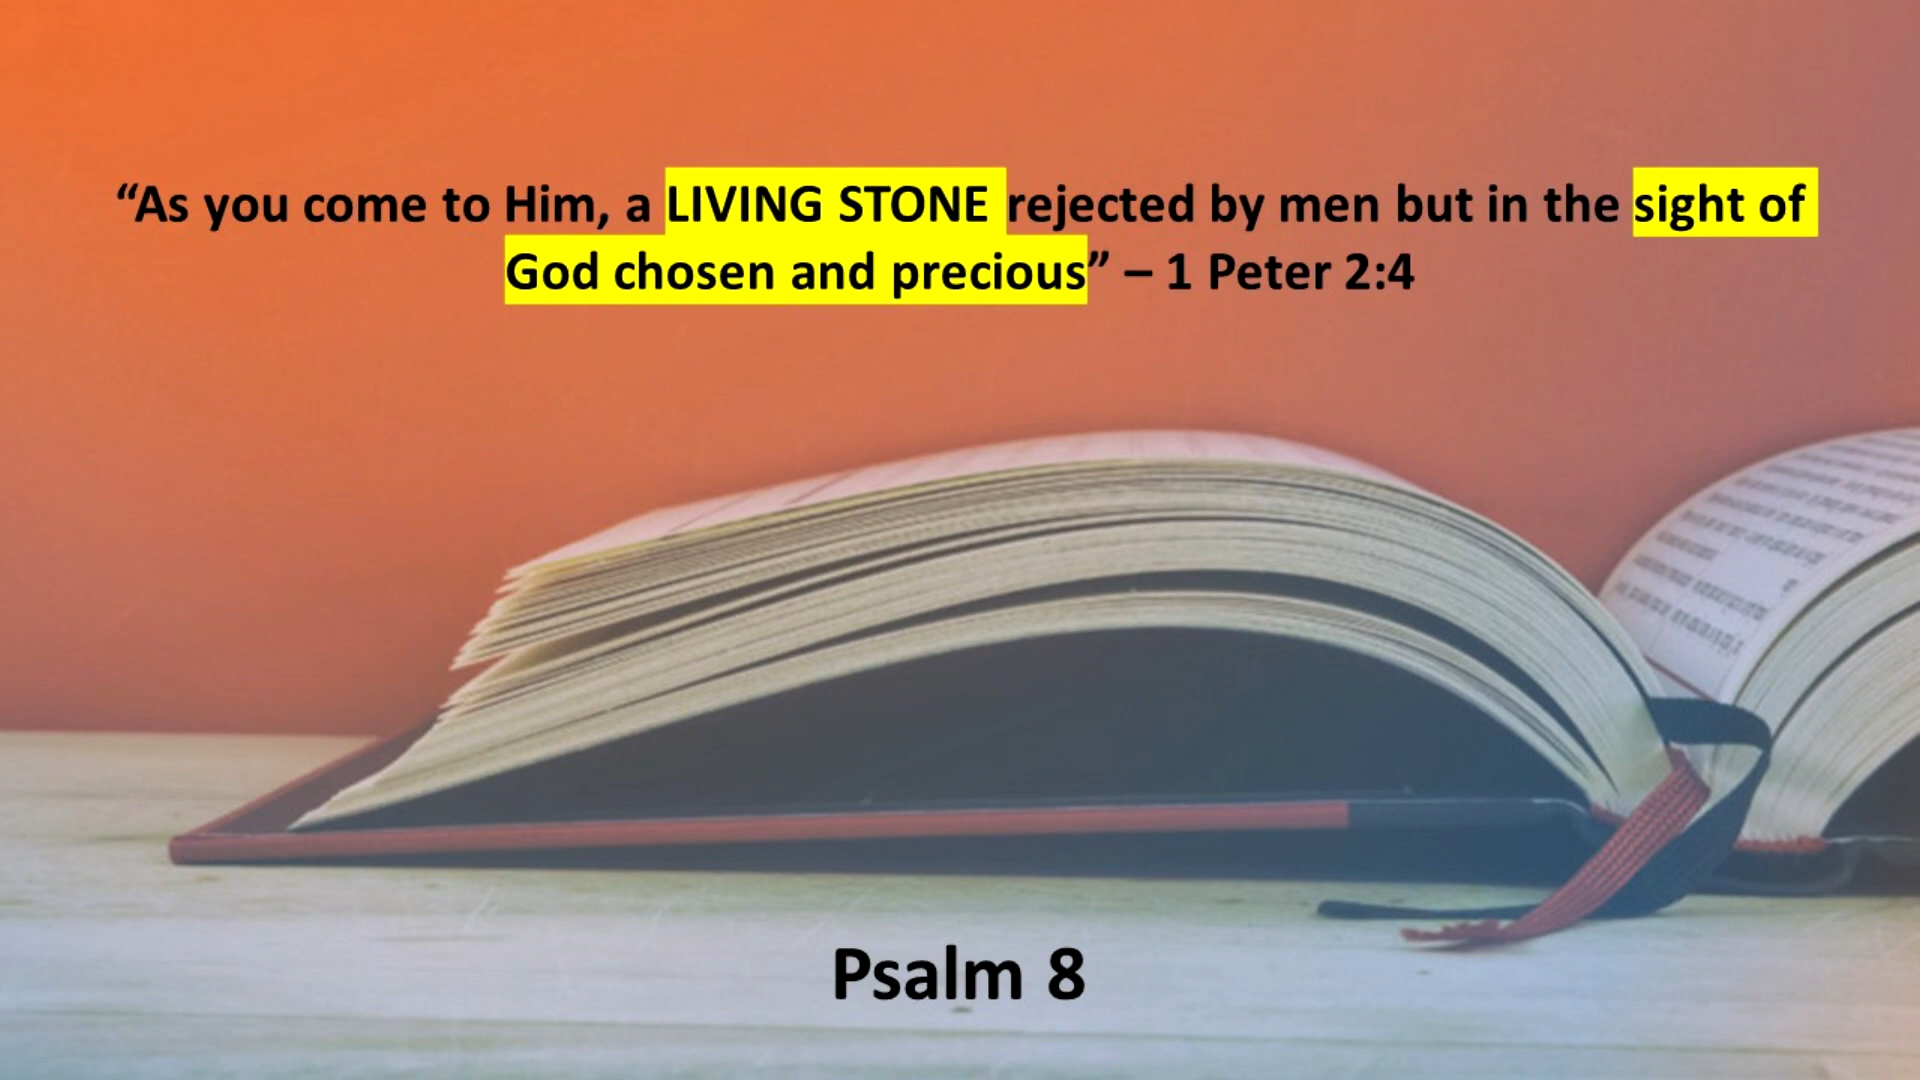 “As you come to Him, a LIVING STONE rejected by men but in the sight of
God chosen and precious” – 1 Peter 2:4
Psalm 8